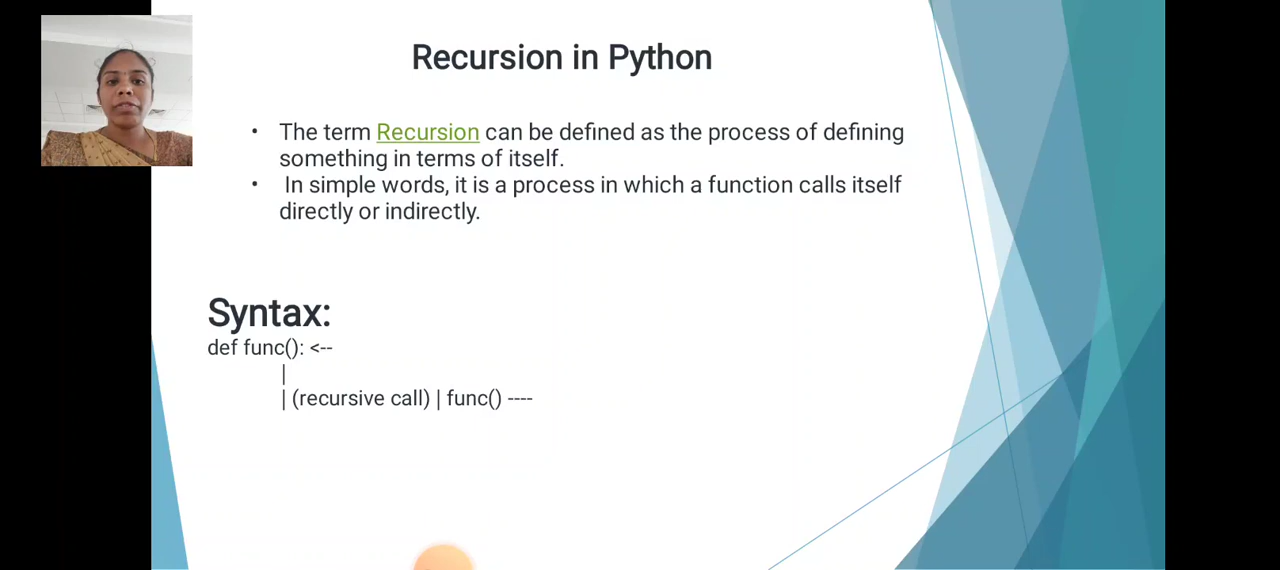 Recursion in Python
• The term Recursion can be defined as the process of defining
something in terms of itself.
• In simple words, it is a process in which a function calls itself
directly or indirectly.
Syntax:
def func(): <--
|
| (recursive call) | func() ----